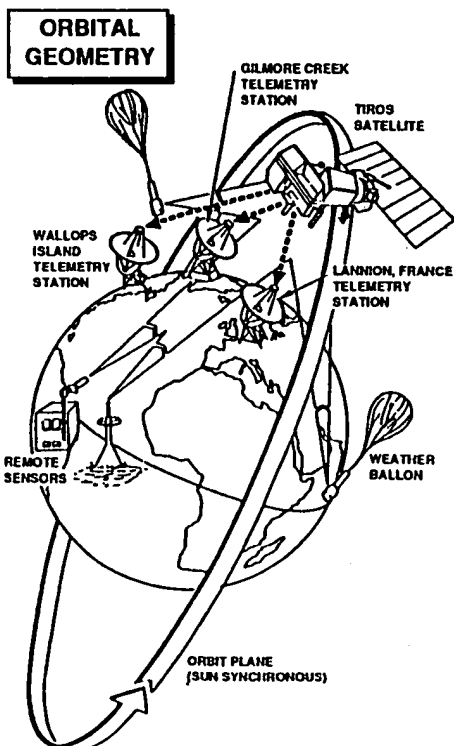 ORBITAL
GEOMETRY
GILMORE CREEK
TELEMETRY
STATION
TIROS
SATELLITE
WALLOPS
ISLAND
TELEMETRY
STATION
LANNION, FRANCE
TELEMETRY
STATION
REMOTE
SENSORS
WEATHER
BALLON
ORBIT PLANE
(SUN SYNCHRONOUS)